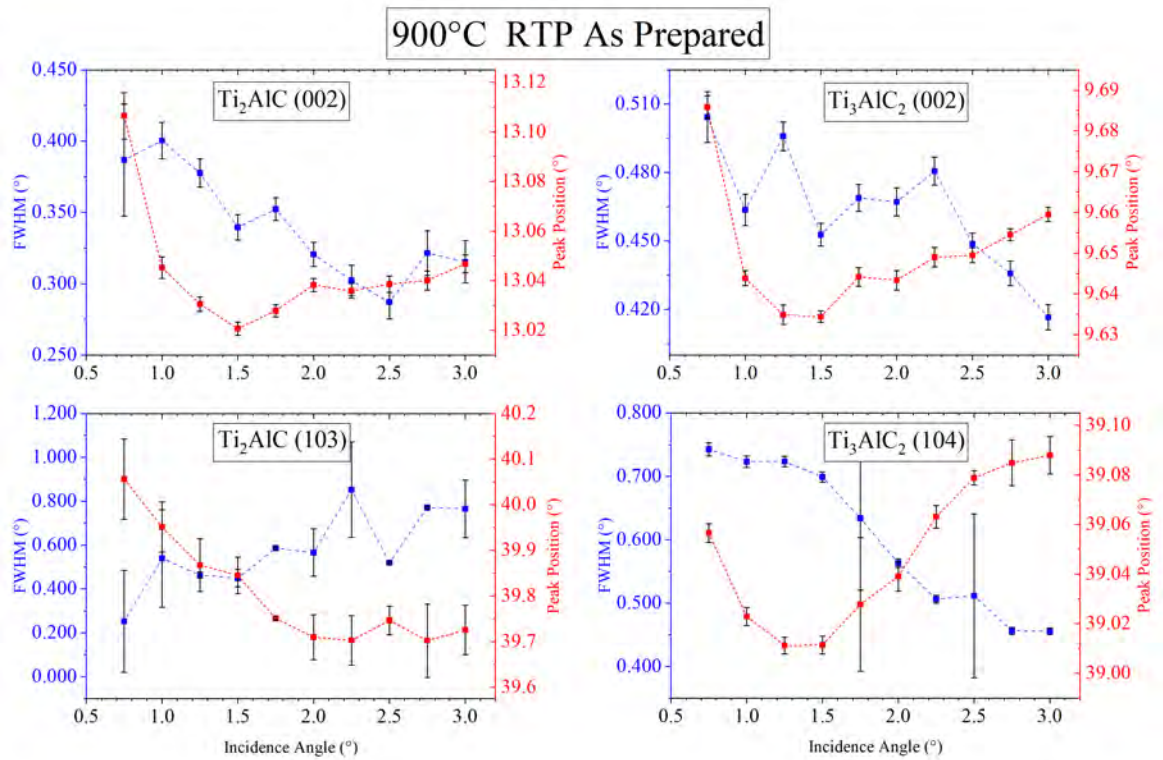 900°C RTP As Prepared
Ti₂AlC (002)
FWHM (°)
0.450
0.400
0.350
0.300
0.250
Peak Position (°)
13.12
13.10
13.08
13.06
13.04
13.02
0.5 1.0 1.5 2.0 2.5 3.0
Ti₃AlC₂ (002)
FWHM (°)
0.510
0.480
0.450
0.420
Peak Position (°)
9.69
9.68
9.67
9.66
9.65
9.64
9.63
0.5 1.0 1.5 2.0 2.5 3.0
Ti₂AlC (103)
FWHM (°)
1.200
1.000
0.800
0.600
0.400
0.200
0.000
Peak Position (°)
40.2
40.1
40.0
39.9
39.8
39.7
39.6
0.5 1.0 1.5 2.0 2.5 3.0
Incidence Angle (°)
Ti₃AlC₂ (104)
FWHM (°)
0.800
0.700
0.600
0.500
0.400
Peak Position (°)
39.10
39.08
39.06
39.04
39.02
39.00
0.5 1.0 1.5 2.0 2.5 3.0
Incidence Angle (°)